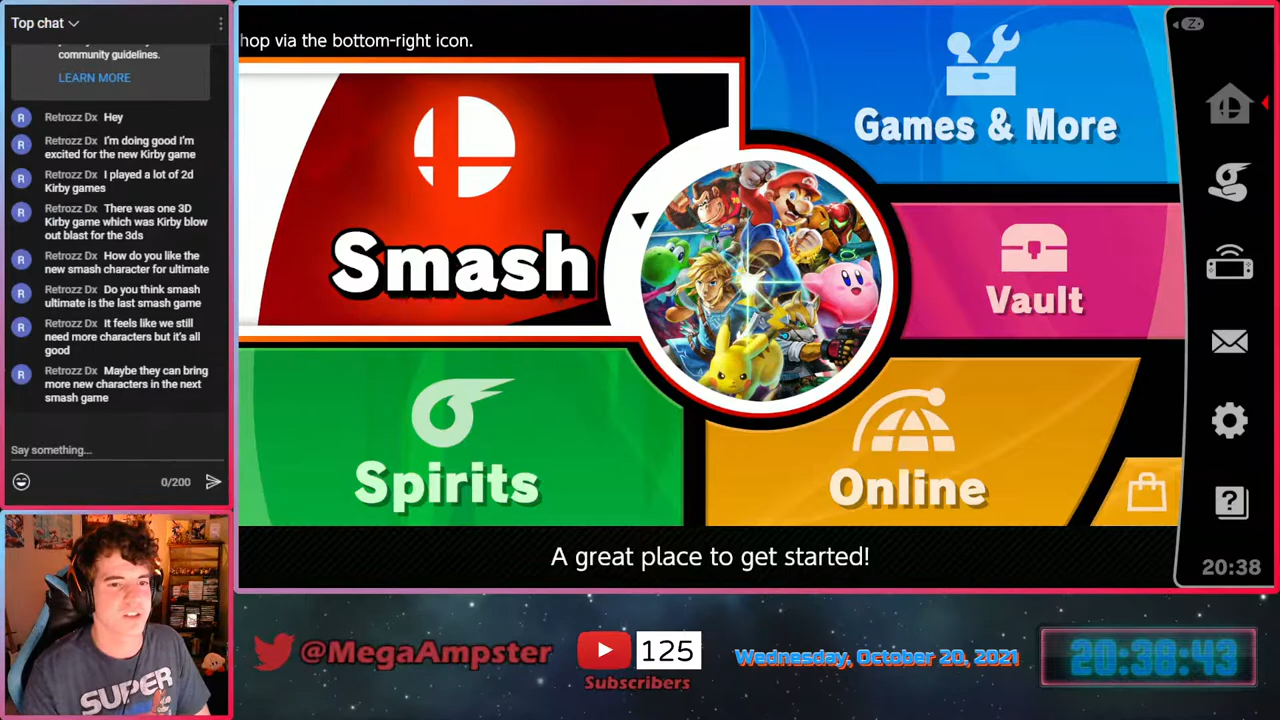 Top chat
community guidelines.
LEARN MORE
R Retrozz Dx Hey
R Retrozz Dx I'm doing good I'm
excited for the new Kirby game
R Retrozz Dx I played a lot of 2d
Kirby games
R Retrozz Dx There was one 3D
Kirby game which was Kirby blow
out blast for the 3ds
R Retrozz Dx How do you like the
new smash character for ultimate
R Retrozz Dx Do you think smash
ultimate is the last smash game
R Retrozz Dx It feels like we still
need more characters but it's all
good
R Retrozz Dx Maybe they can bring
more new characters in the next
smash game
Say something...
0/200
hop via the bottom-right icon.
Smash
Games & More
Vault
Spirits
Online
A great place to get started!
Z
?
20:38
SUPER
@MegaAmpster
125
Subscribers
Wednesday, October 20, 2021
20:38:43